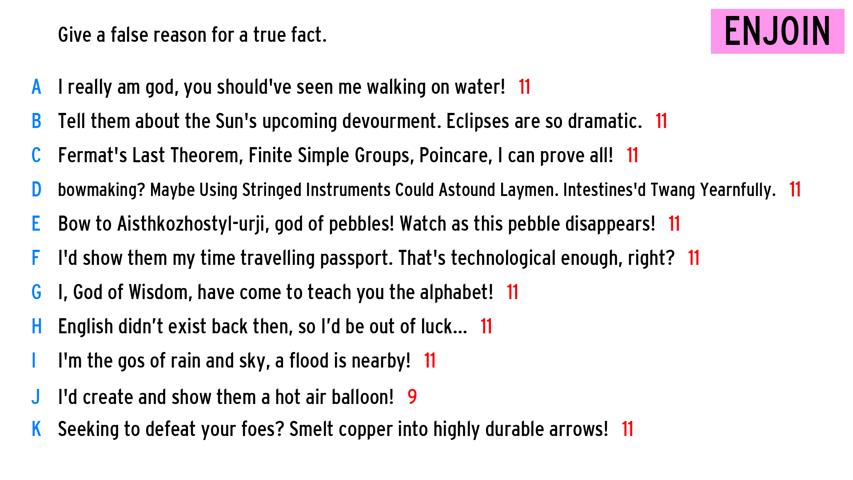 Give a false reason for a true fact.
ENJOIN
A I really am god, you should've seen me walking on water! 11
B Tell them about the Sun's upcoming devourment. Eclipses are so dramatic. 11
C Fermat's Last Theorem, Finite Simple Groups, Poincare, I can prove all! 11
D bowmaking? Maybe Using Stringed Instruments Could Astound Laymen. Intestines'd Twang Yearnfully. 11
E Bow to Aisthkozhostyl-urji, god of pebbles! Watch as this pebble disappears! 11
F I'd show them my time travelling passport. That's technological enough, right? 11
G I, God of Wisdom, have come to teach you the alphabet! 11
H English didn’t exist back then, so I’d be out of luck... 11
I I'm the gos of rain and sky, a flood is nearby! 11
J I'd create and show them a hot air balloon! 9
K Seeking to defeat your foes? Smelt copper into highly durable arrows! 11